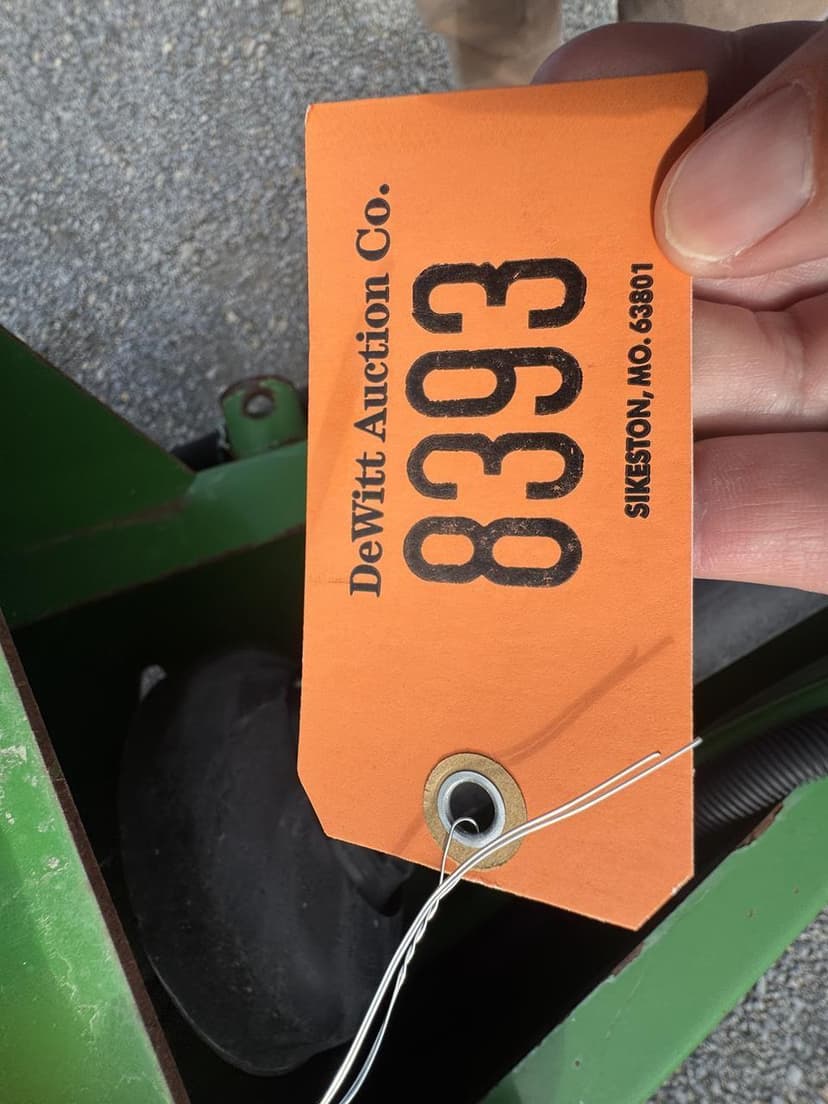 DeWitt Auction Co.
8393
SIKESTON, MO. 63801